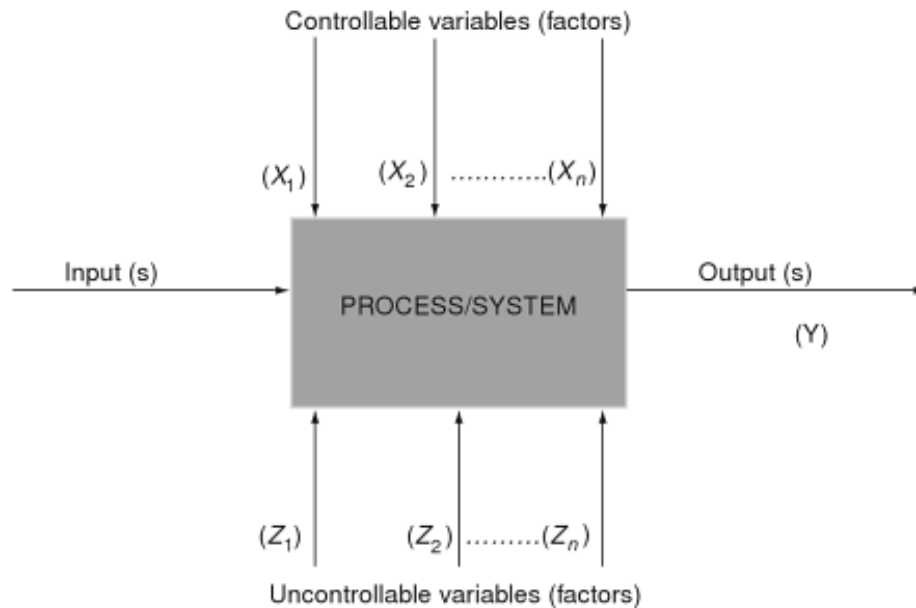 Controllable variables (factors)
(X1) (X2) .............(Xn)
Input (s)
Output (s)
PROCESS/SYSTEM
(Y)
(Z1) (Z2) .........(Zn)
Uncontrollable variables (factors)